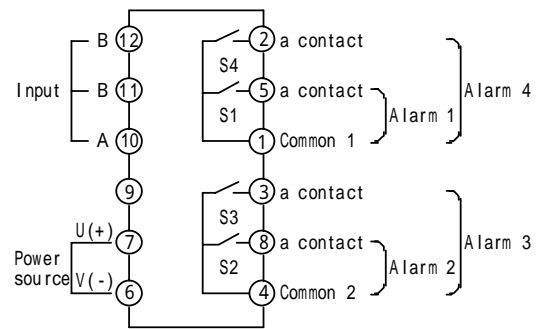 B 12
2 a contact
S4
Input
B 11
5 a contact
Alarm 4
S1
Alarm 1
A 10
1 Common 1
9
3 a contact
S3
U(+) 7
8 a contact
Alarm 3
Power
source
S2
Alarm 2
V(-) 6
4 Common 2